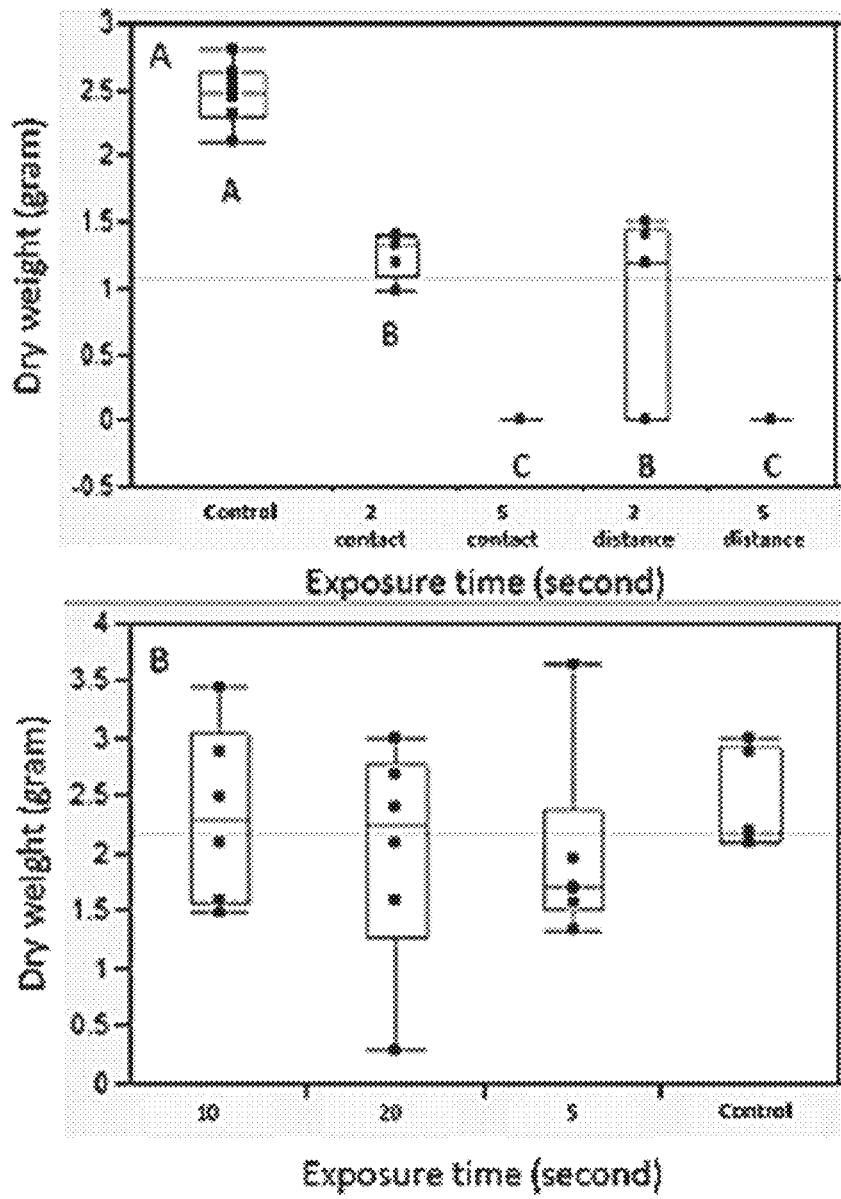 A
Dry weight (gram)
3
2.5
2
1.5
1
0.5
0
-0.5
A
B
C
B
C
Control 2 5 2 5
contact contact distance distance
Exposure time (second)
B
Dry weight (gram)
4
3.5
3
2.5
2
1.5
1
0.5
0
10 20 5 Control
Exposure time (second)